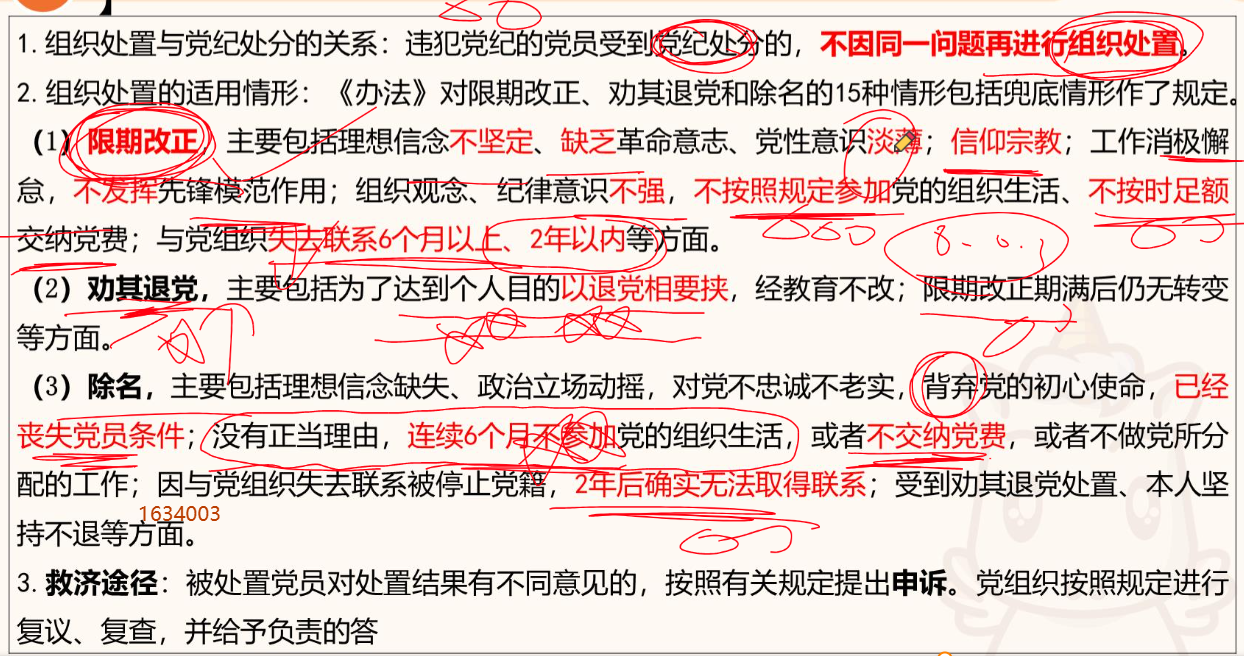 】
1. 组织处置与党纪处分的关系：违犯党纪的党员受到党纪处分的，不因同一问题再进行组织处置。
2. 组织处置的适用情形：《办法》对限期改正、劝其退党和除名的15种情形包括兜底情形作了规定。
（1）限期改正，主要包括理想信念不坚定、缺乏革命意志、党性意识淡薄；信仰宗教；工作消极懈
怠，不发挥先锋模范作用；组织观念、纪律意识不强，不按照规定参加党的组织生活、不按时足额
交纳党费；与党组织失去联系6个月以上、2年以内等方面。
（2）劝其退党，主要包括为了达到个人目的以退党相要挟，经教育不改；限期改正期满后仍无转变
等方面。
（3）除名，主要包括理想信念缺失、政治立场动摇，对党不忠诚不老实，背弃党的初心使命，已经
丧失党员条件；没有正当理由，连续6个月不参加党的组织生活，或者不交纳党费，或者不做党所分
配的工作；因与党组织失去联系被停止党籍，2年后确实无法取得联系；受到劝其退党处置、本人坚
1634003
持不退等方面。
3. 救济途径：被处置党员对处置结果有不同意见的，按照有关规定提出申诉。党组织按照规定进行
复议、复查，并给予负责的答